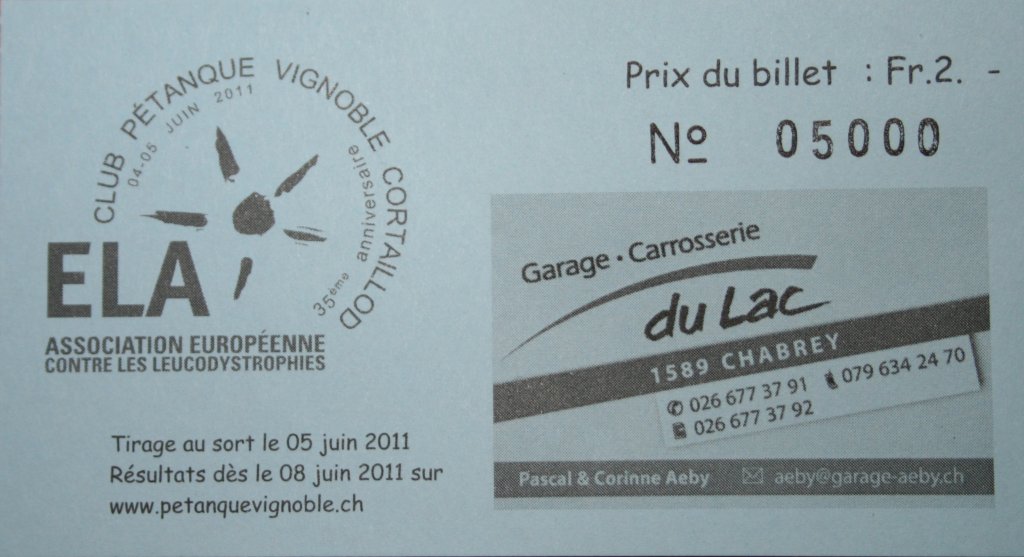 CLUB PÉTANQUE VIGNOBLE CORTAILLOD
04-05 JUIN 2011
35ème anniversaire
ELA
ASSOCIATION EUROPÉENNE
CONTRE LES LEUCODYSTROPHIES
Tirage au sort le 05 juin 2011
Résultats dès le 08 juin 2011 sur
www.petanquevignoble.ch
Prix du billet : Fr.2. -
Nº 05000
Garage · Carrosserie
du Lac
1589 CHABREY
026 677 37 91 079 634 24 70
026 677 37 92
Pascal & Corinne Aeby aeby@garage-aeby.ch